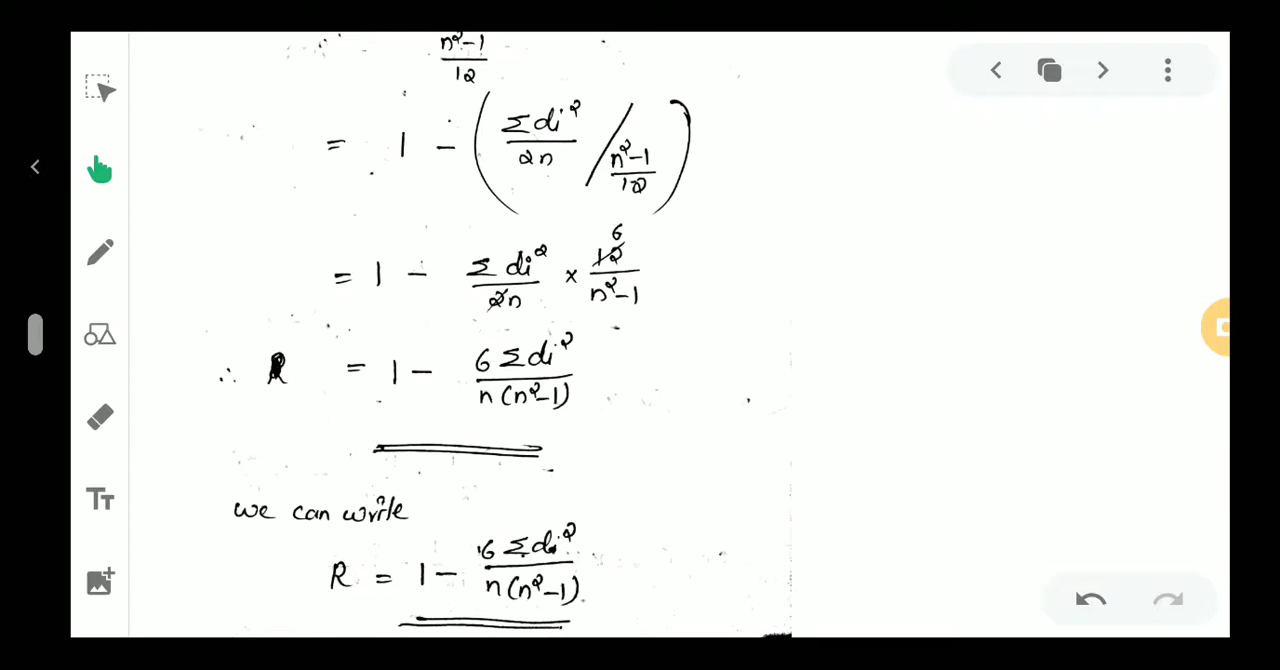 n²-1
12
= 1 - ( Σdi² / 2n / n²-1 / 12 )
= 1 - Σdi² / 2n × 12 6 / n²-1
∴ R = 1 - 6Σdi² / n(n²-1)
we can write
R = 1 - 6Σdi² / n(n²-1)
TT